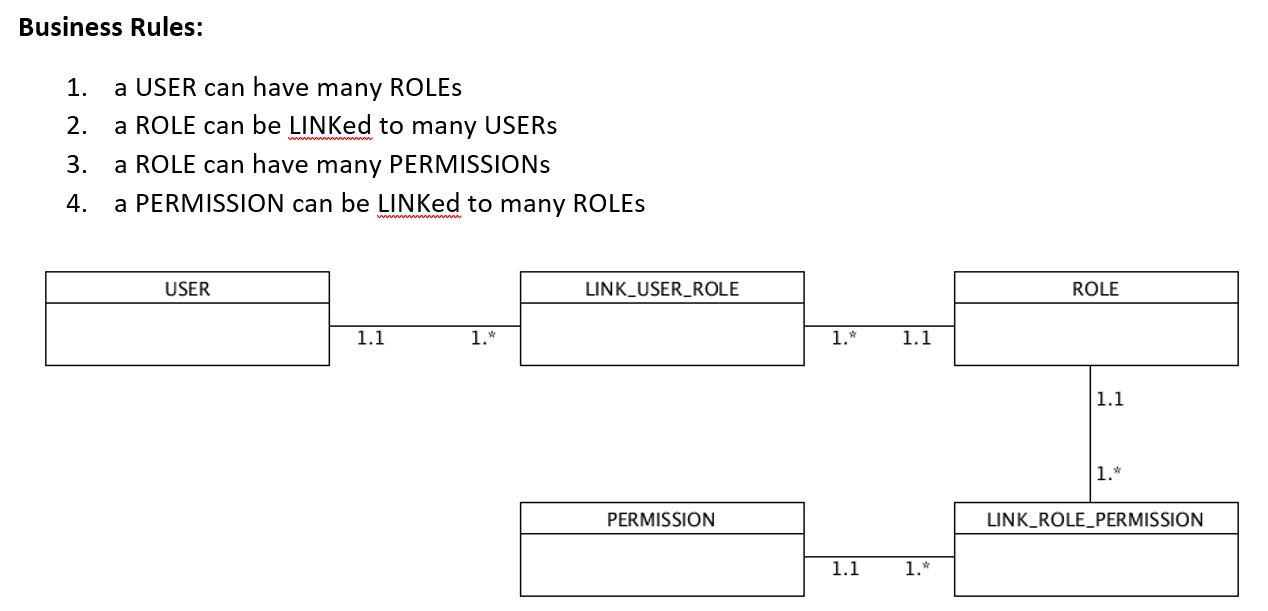 Business Rules:
1. a USER can have many ROLEs
2. a ROLE can be LINKed to many USERs
3. a ROLE can have many PERMISSIONs
4. a PERMISSION can be LINKed to many ROLEs
USER LINK_USER_ROLE ROLE
1.1 1.* 1.* 1.1
1.1
1.*
PERMISSION LINK_ROLE_PERMISSION
1.1 1.*